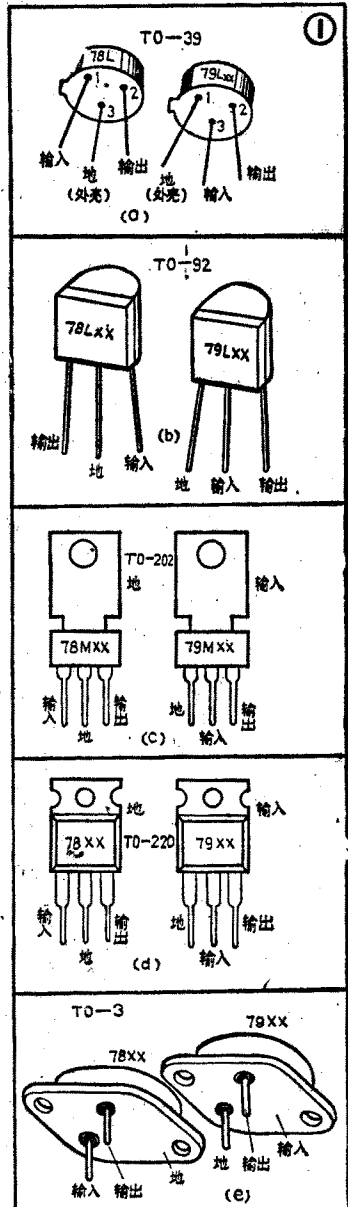 ①
TO—39
78L
79Lxx
1 2 3
1 2 3
輸入 地 (外壳) 輸出
地 (外壳) 輸入 輸出
(a)
TO—92
78LXX
79LXX
輸出 地 輸入
地 輸入 輸出
(b)
TO-202
地
輸入
78MXX
79MXX
輸入 地 輸出
地 輸入 輸出
(c)
地
輸入
78XX
TO-220
79XX
輸入 地 輸出
地 輸入 輸出
(d)
TO—3
79XX
78XX
輸入 輸出 地
地 輸出 輸入
(e)